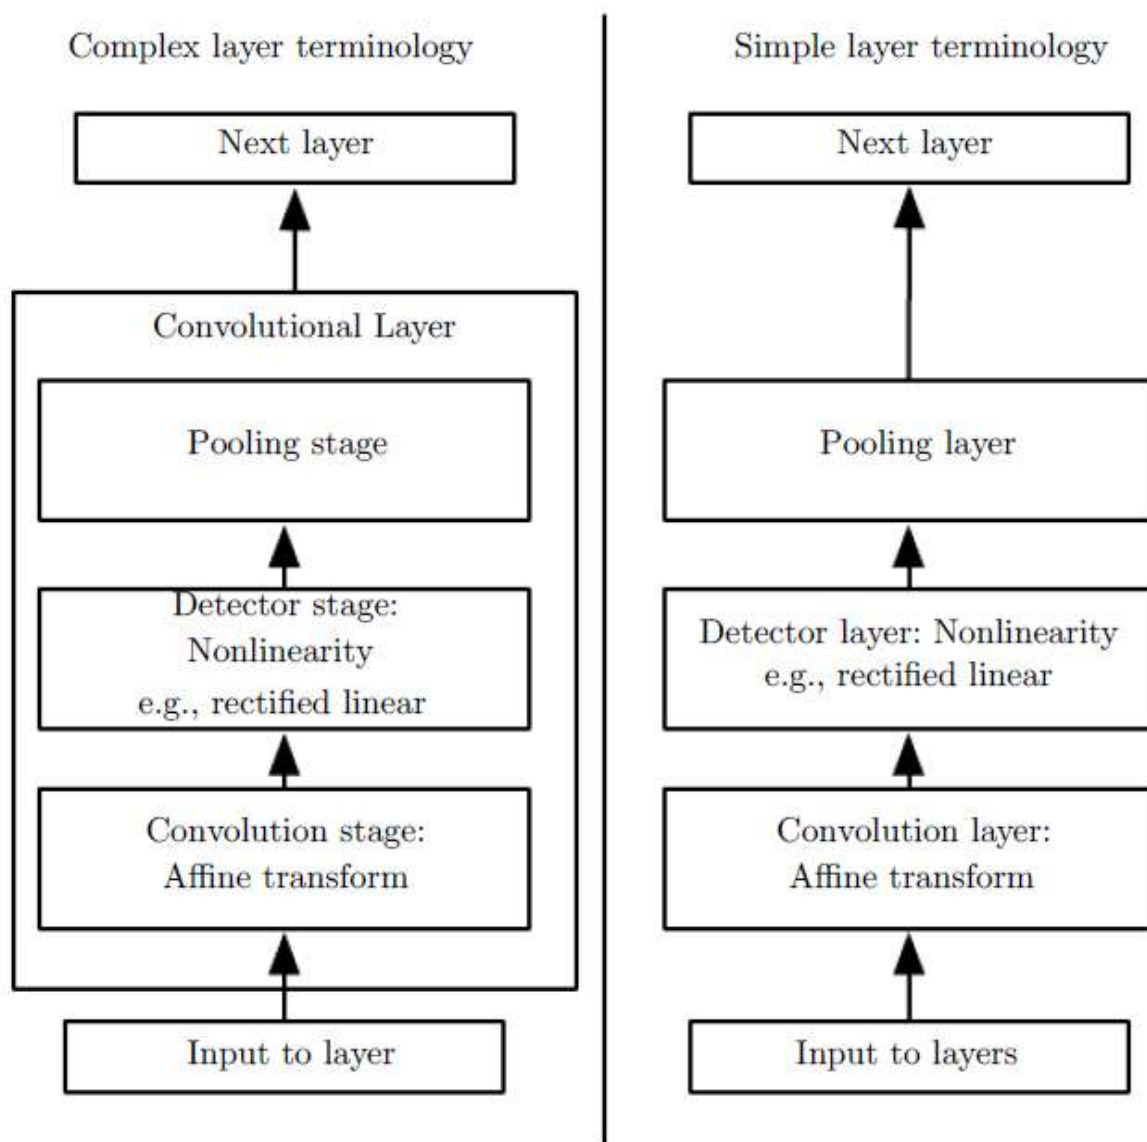 Complex layer terminology
Next layer
Convolutional Layer
Pooling stage
Detector stage:
Nonlinearity
e.g., rectified linear
Convolution stage:
Affine transform
Input to layer
Simple layer terminology
Next layer
Pooling layer
Detector layer: Nonlinearity
e.g., rectified linear
Convolution layer:
Affine transform
Input to layers